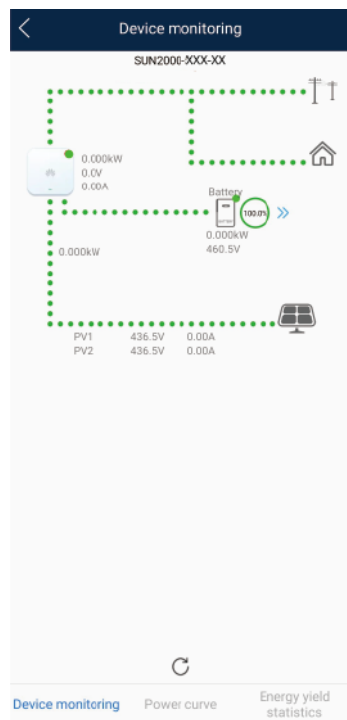 Device monitoring
SUN2000-XXX-XX
0.000kW
0.0V
0.00A
Battery
100.0%
0.000kW
460.5V
0.000kW
PV1 436.5V 0.00A
PV2 436.5V 0.00A
Device monitoring
Power curve
Energy yield
statistics